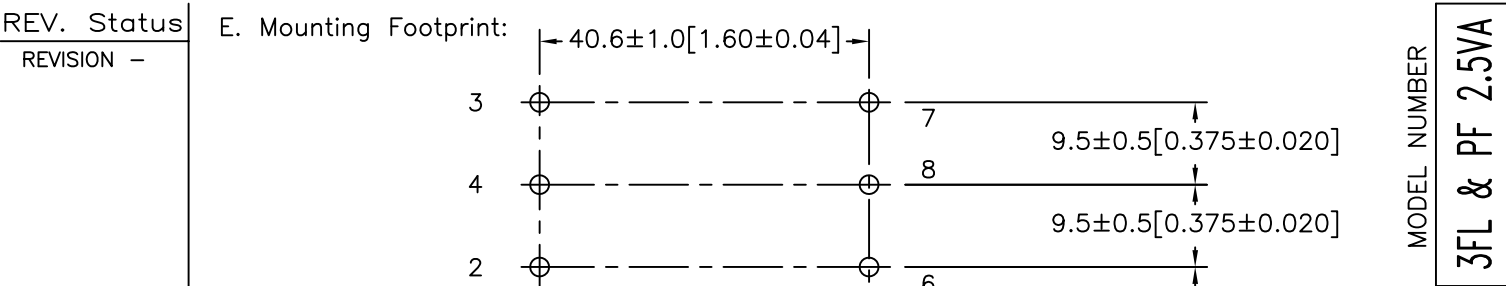 REV. Status
REVISION –
E. Mounting Footprint:
40.6±1.0[1.60±0.04]
3
7
9.5±0.5[0.375±0.020]
4
8
9.5±0.5[0.375±0.020]
2
6
MODEL NUMBER
3FL & PF 2.5VA